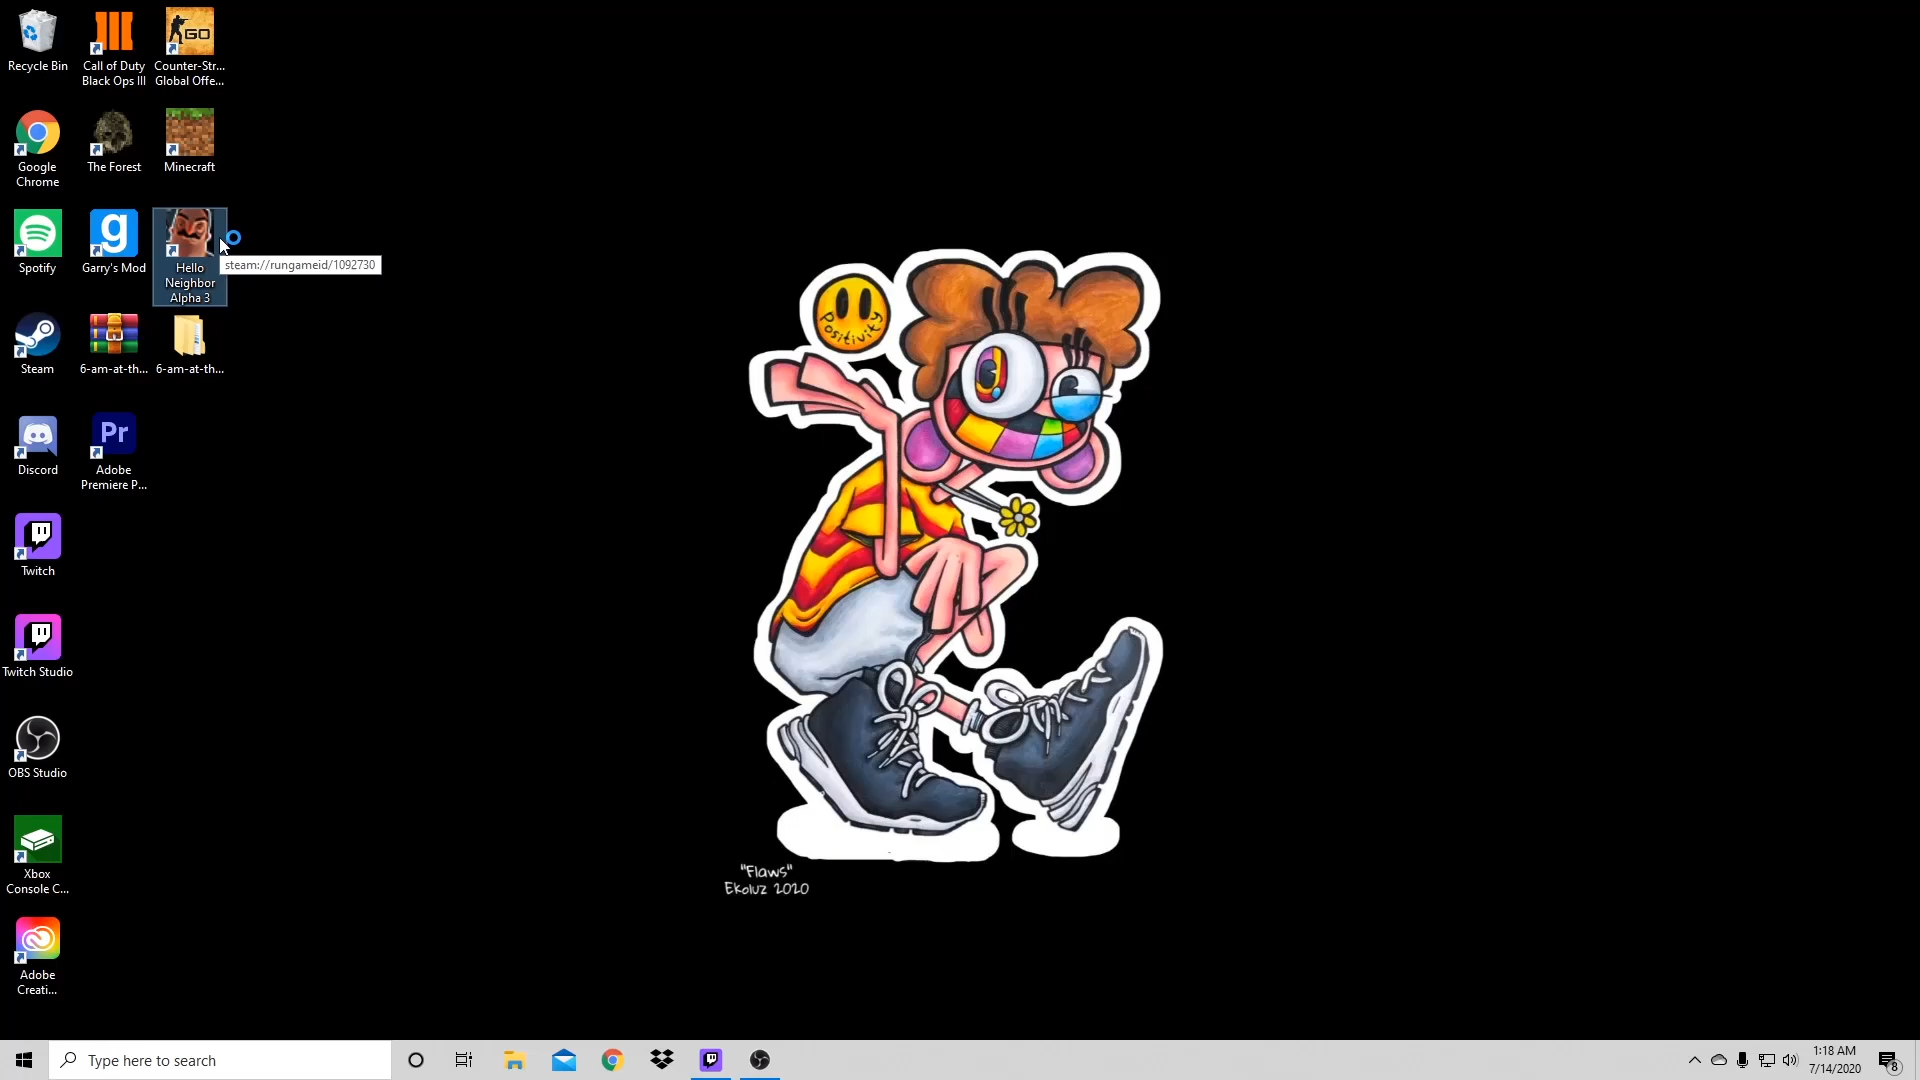 Recycle Bin
Call of Duty
Black Ops III
GO
Counter-Str...
Global Offe...
Google
Chrome
The Forest
Minecraft
Spotify
g
Garry's Mod
Hello
Neighbor
Alpha 3
steam://rungameid/1092730
Steam
6-am-at-th...
6-am-at-th...
Discord
Pr
Adobe
Premiere P...
Twitch
Twitch Studio
OBS Studio
Xbox
Console C...
Adobe
Creati...
Positivity
"Flaws"
Ekoluz 2020
Type here to search
1:18 AM
7/14/2020
8